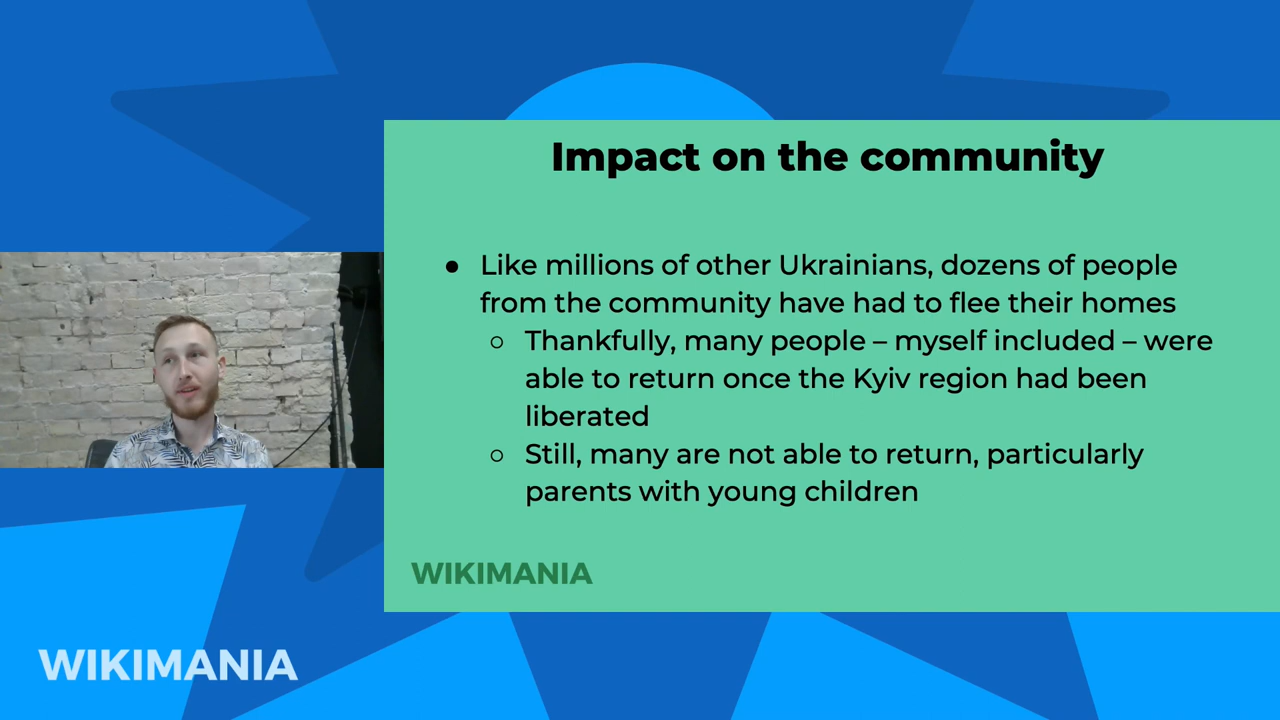 Impact on the community
● Like millions of other Ukrainians, dozens of people
from the community have had to flee their homes
○ Thankfully, many people – myself included – were
able to return once the Kyiv region had been
liberated
○ Still, many are not able to return, particularly
parents with young children
WIKIMANIA
WIKIMANIA